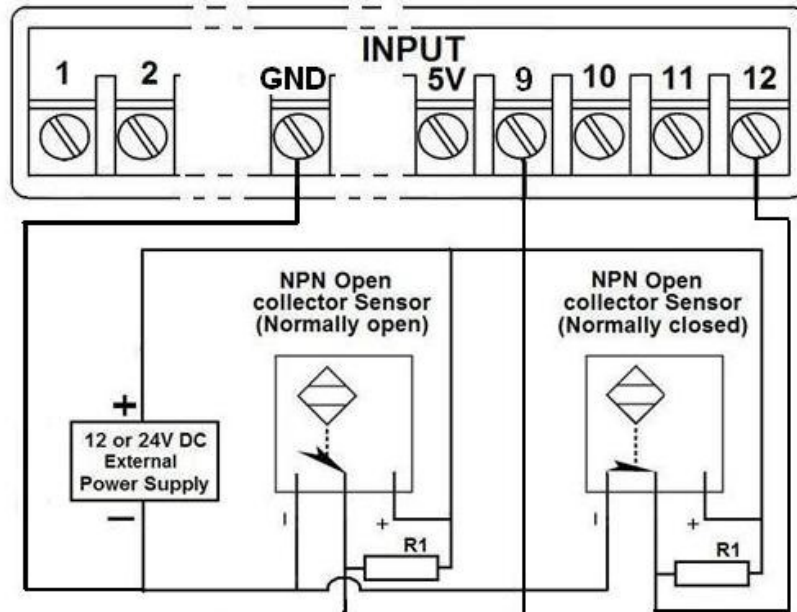 INPUT
1 2 GND 5V 9 10 11 12
NPN Open
collector Sensor
(Normally open)
NPN Open
collector Sensor
(Normally closed)
+
12 or 24V DC
External
Power Supply
–
– +
R1
– +
R1